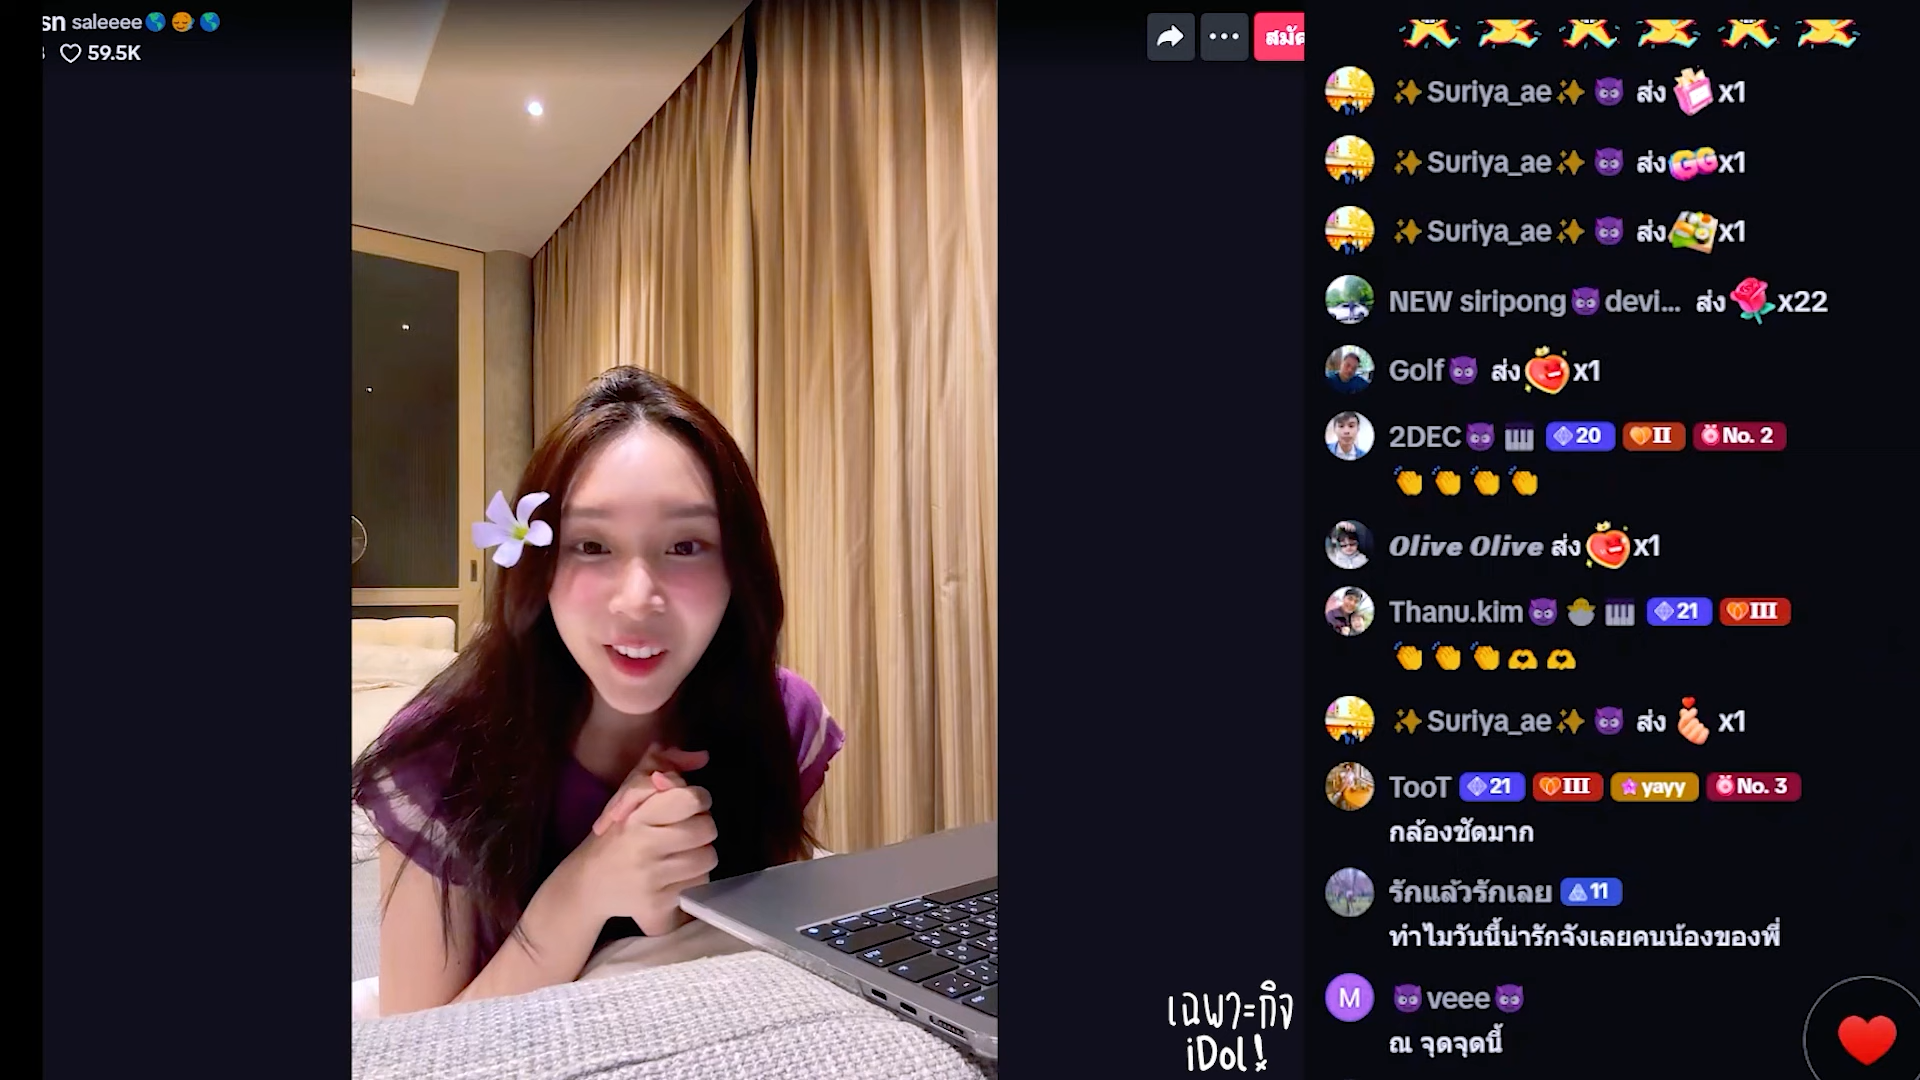 sn saleeee
59.5K
Suriya_ae ส่ง x1
Suriya_ae ส่ง GG x1
Suriya_ae ส่ง x1
NEW siripong devi... ส่ง x22
Golf ส่ง x1
2DEC 20 II No. 2
Olive Olive ส่ง x1
Thanu.kim 21 III
Suriya_ae ส่ง x1
TooT 21 III yayy No. 3
กล้องชัดมาก
รักแล้วรักเลย 11
ทำไมวันนี้น่ารักจังเลยคนน้องของพี่
M veee
ณ จุดจุดนี้
เฉพาะกิจ
iDol!